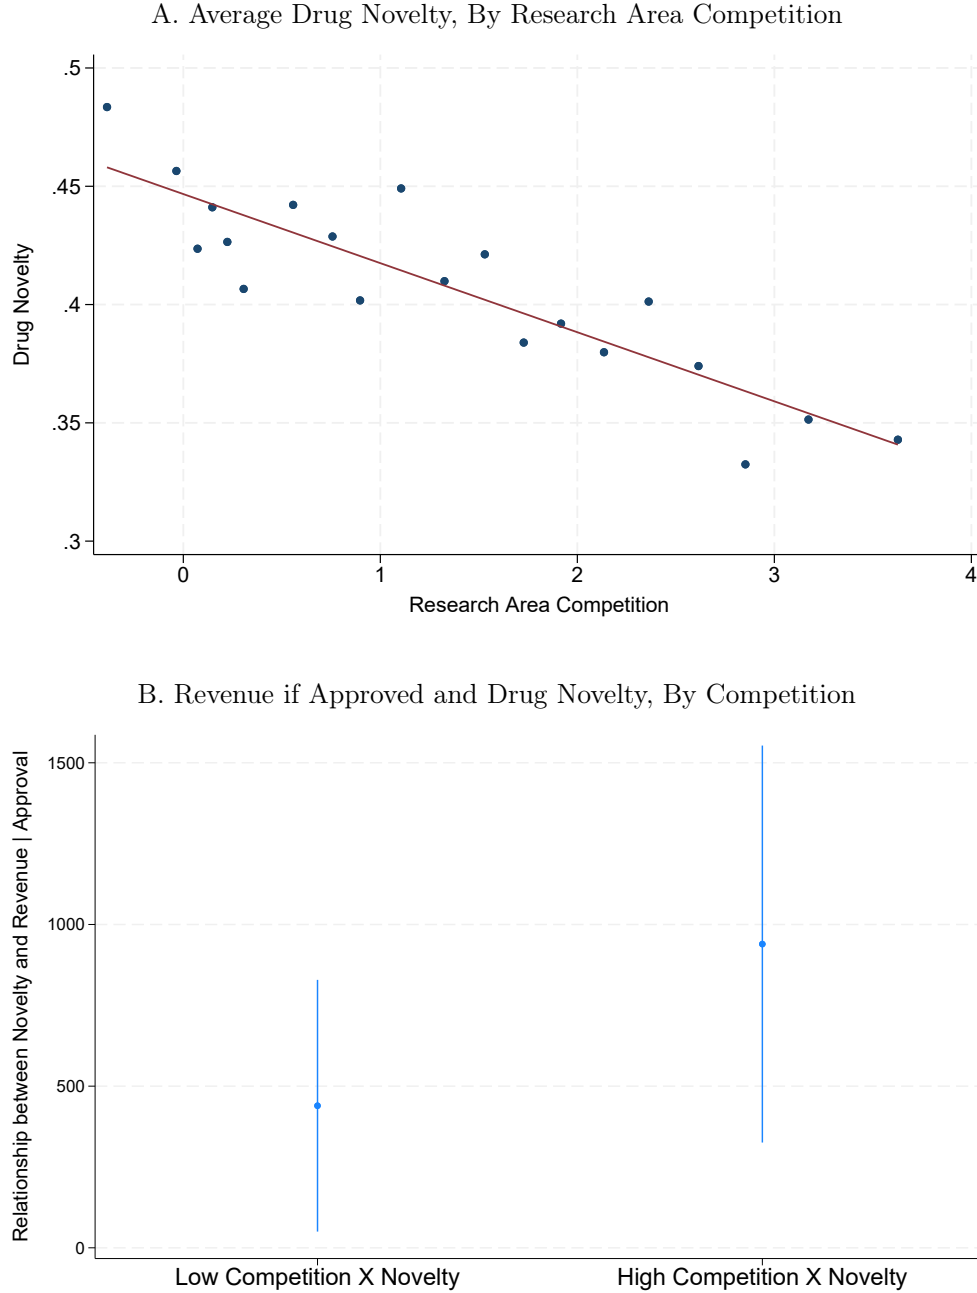 A. Average Drug Novelty, By Research Area Competition
.5
.45
.4
.35
.3
Drug Novelty
0 1 2 3 4
Research Area Competition
B. Revenue if Approved and Drug Novelty, By Competition
1500
1000
500
0
Relationship between Novelty and Revenue | Approval
Low Competition X Novelty High Competition X Novelty